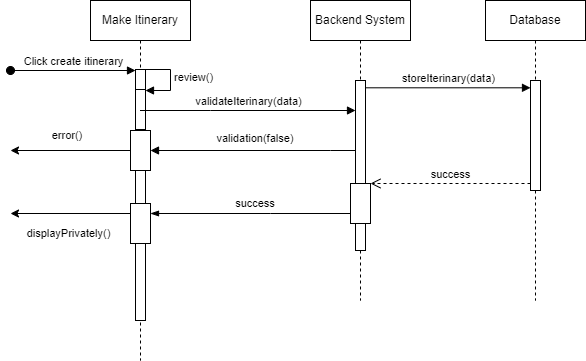 Make Itinerary
Backend System
Database
Click create itinerary
review()
storeIterinary(data)
validateIterinary(data)
error()
validation(false)
success
success
displayPrivately()